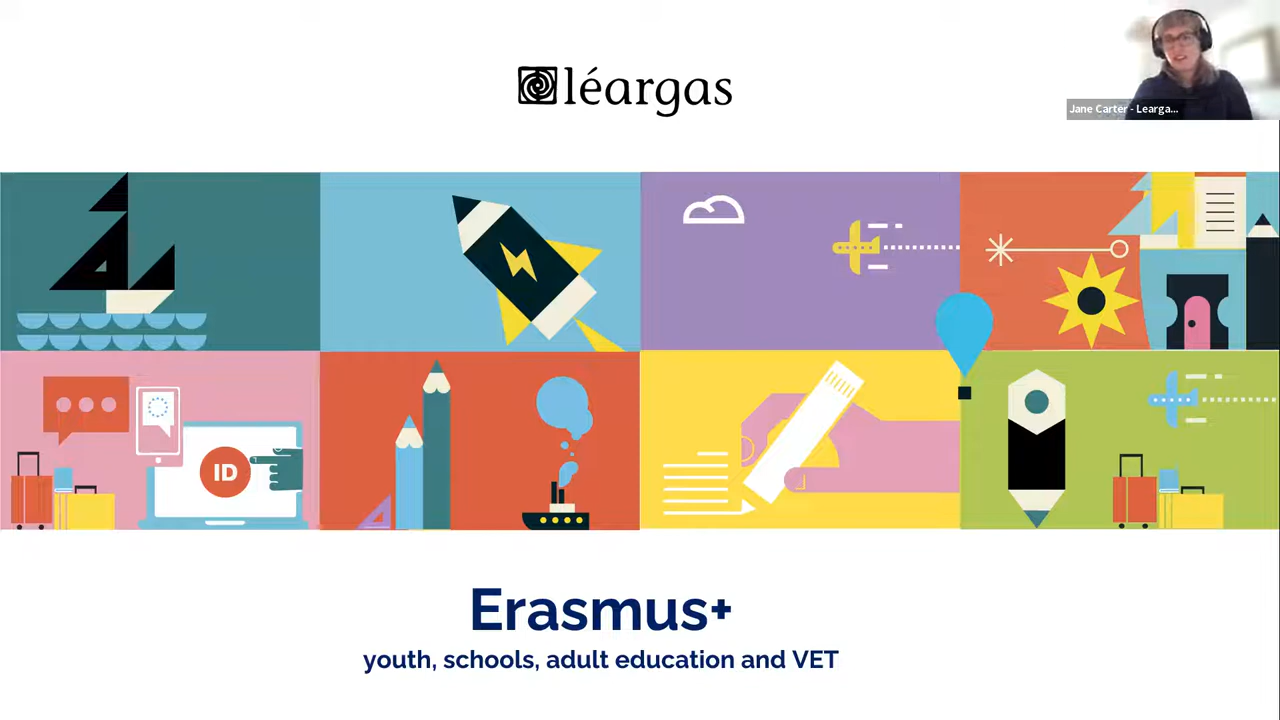 léargas
Jane Carter - Learga...
ID
Erasmus+
youth, schools, adult education and VET